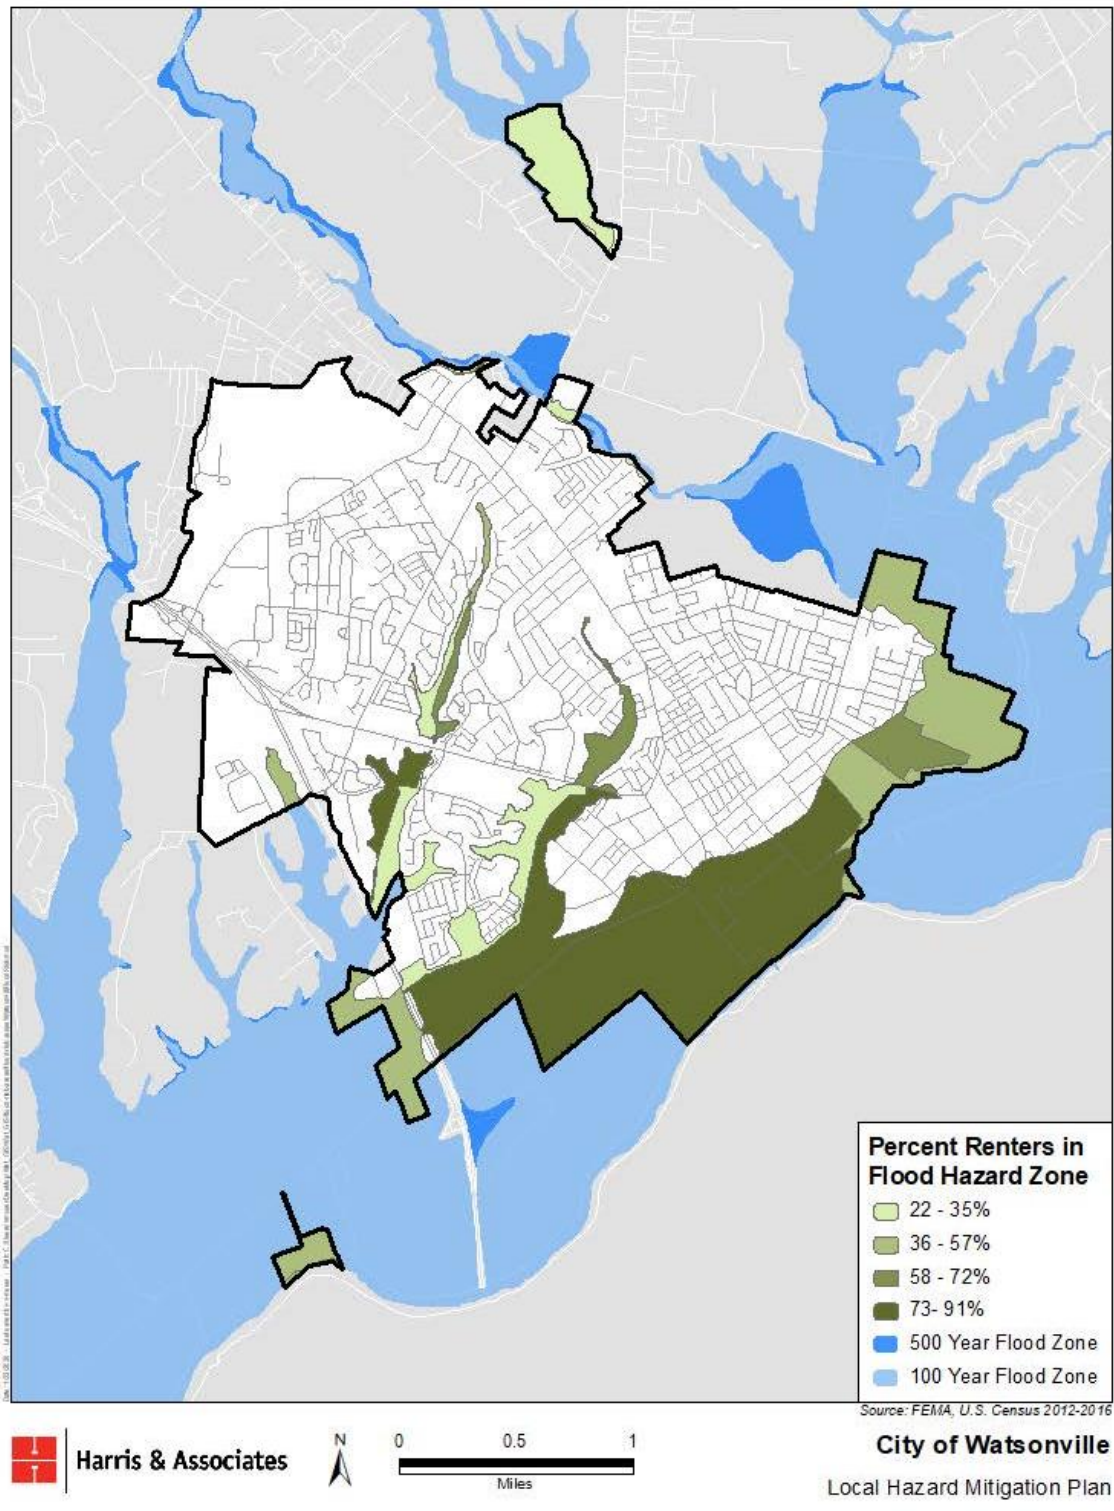 Percent Renters in
Flood Hazard Zone
22 - 35%
36 - 57%
58 - 72%
73- 91%
500 Year Flood Zone
100 Year Flood Zone
Source: FEMA, U.S. Census 2012-2016
Harris & Associates
N
0 0.5 1
Miles
City of Watsonville
Local Hazard Mitigation Plan